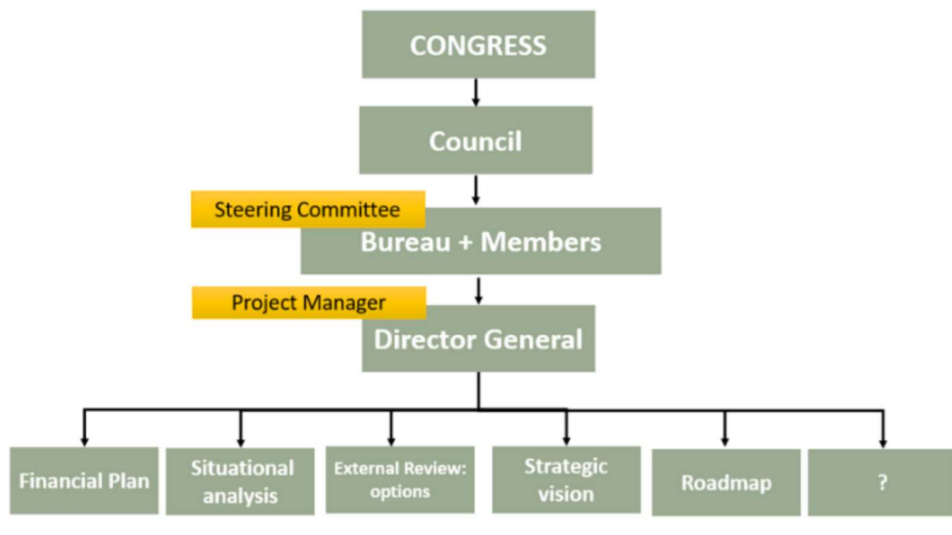 CONGRESS
Council
Steering Committee
Bureau + Members
Project Manager
Director General
Financial Plan
Situational
analysis
External Review:
options
Strategic
vision
Roadmap
?